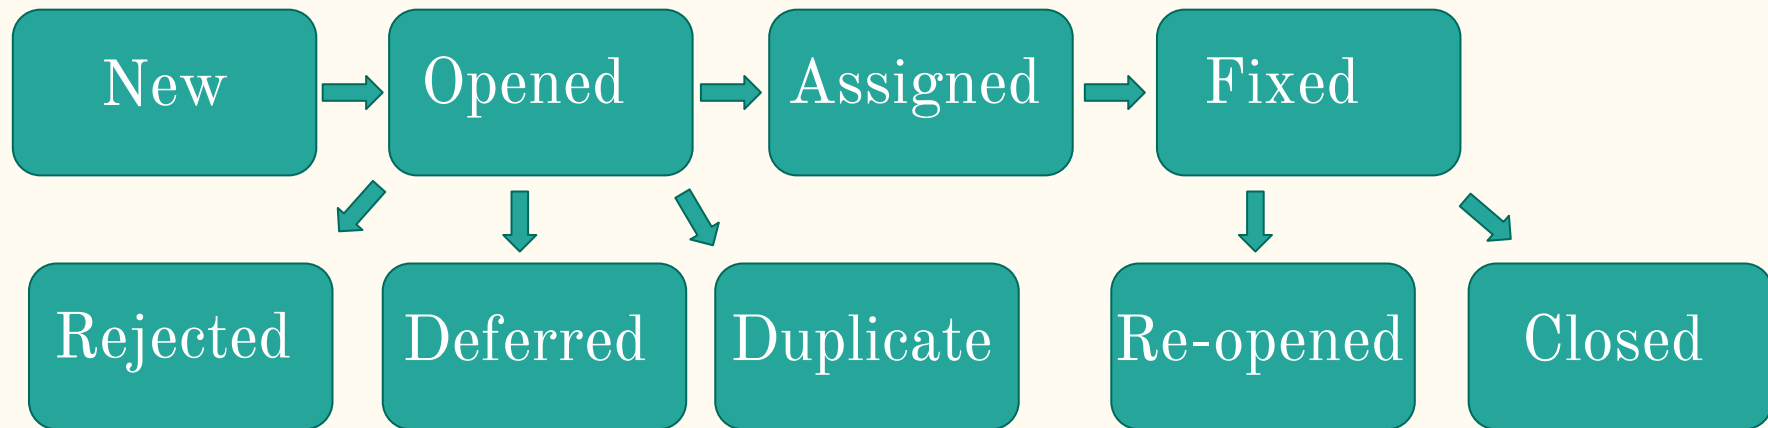 New
Opened
Assigned
Fixed
Rejected
Deferred
Duplicate
Re-opened
Closed